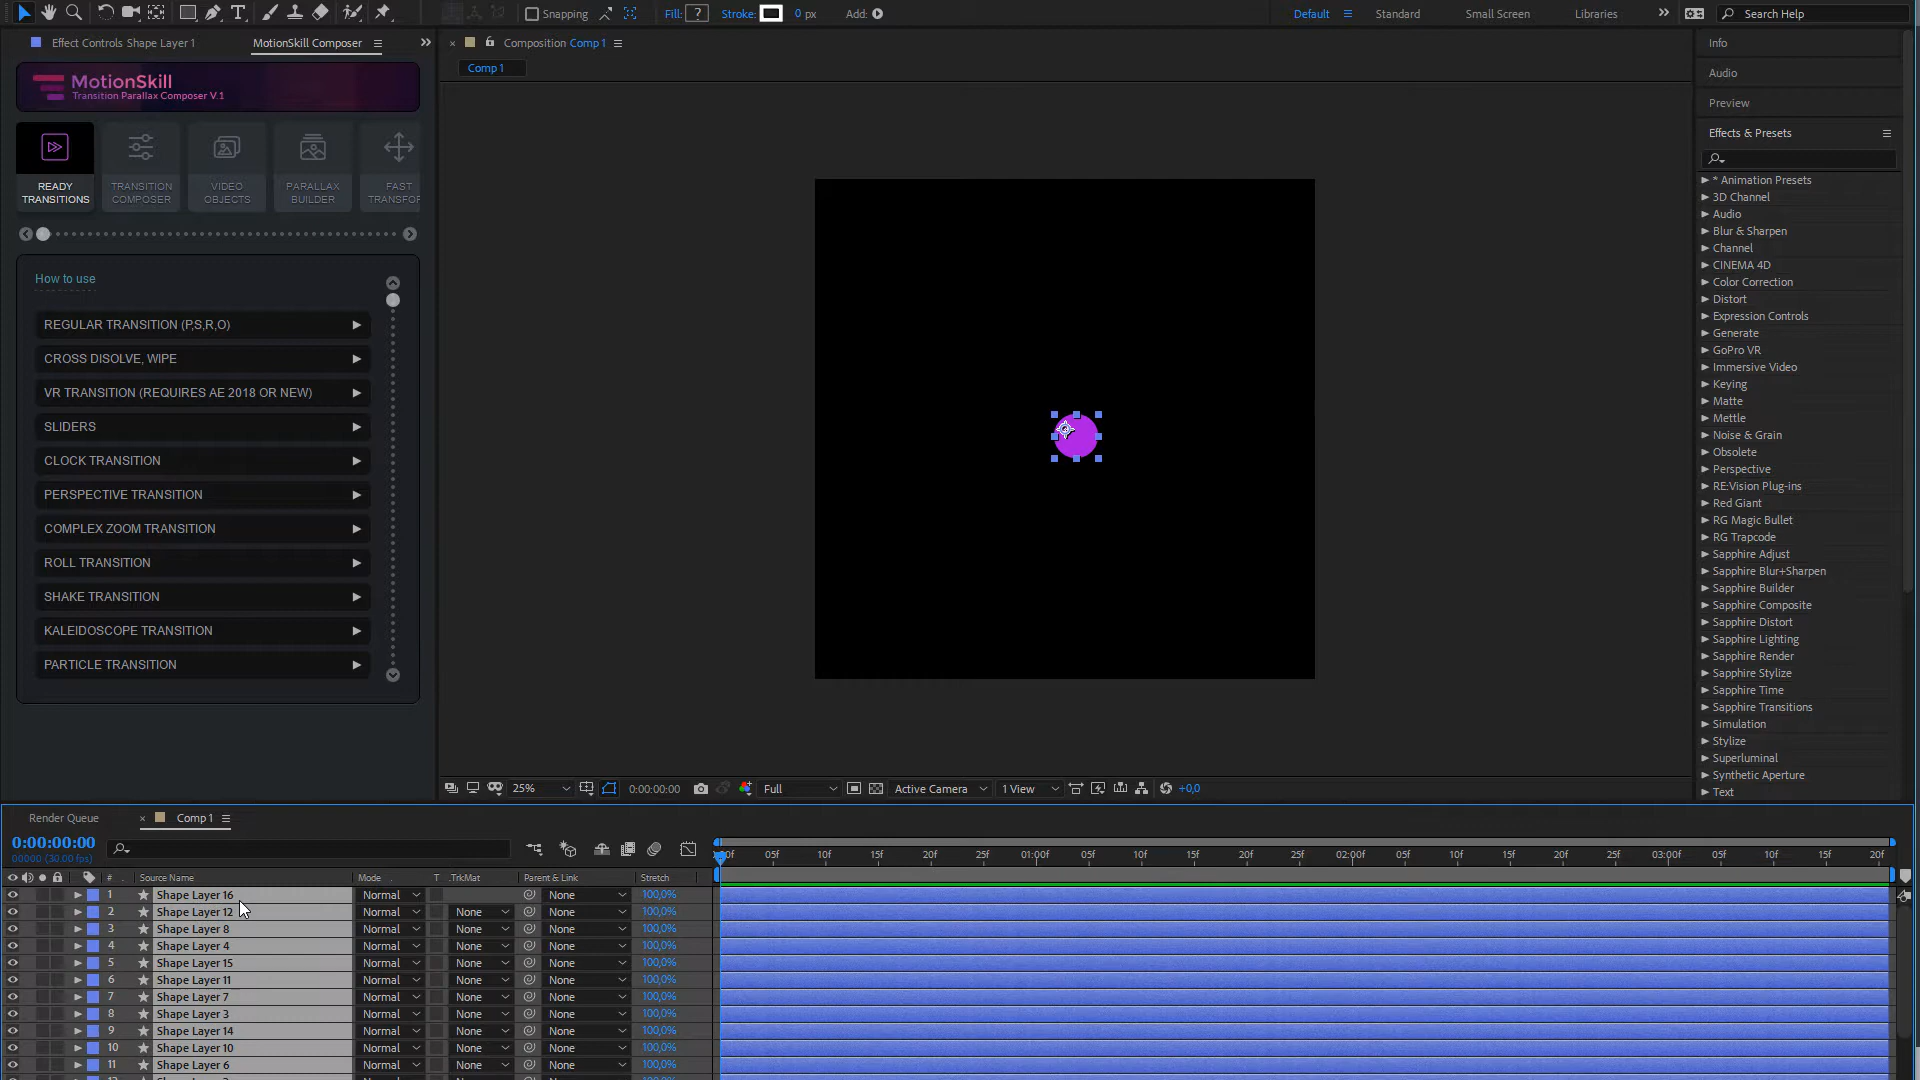 Snapping
Fill: ? Stroke: 0 px Add:
Default Standard Small Screen Libraries Search Help
Effect Controls Shape Layer 1 MotionSkill Composer
Composition Comp 1
Comp 1
MotionSkill
Transition Parallax Composer V.1
READY TRANSITIONS
TRANSITION COMPOSER
VIDEO OBJECTS
PARALLAX BUILDER
FAST TRANSFOR
How to use
REGULAR TRANSITION (P,S,R,O)
CROSS DISOLVE, WIPE
VR TRANSITION (REQUIRES AE 2018 OR NEW)
SLIDERS
CLOCK TRANSITION
PERSPECTIVE TRANSITION
COMPLEX ZOOM TRANSITION
ROLL TRANSITION
SHAKE TRANSITION
KALEIDOSCOPE TRANSITION
PARTICLE TRANSITION
25% 0:00:00:00 Full Active Camera 1 View +0,0
Info
Audio
Preview
Effects & Presets
* Animation Presets
3D Channel
Audio
Blur & Sharpen
Channel
CINEMA 4D
Color Correction
Distort
Expression Controls
Generate
GoPro VR
Immersive Video
Keying
Matte
Mettle
Noise & Grain
Obsolete
Perspective
RE:Vision Plug-ins
Red Giant
RG Magic Bullet
RG Trapcode
Sapphire Adjust
Sapphire Blur+Sharpen
Sapphire Builder
Sapphire Composite
Sapphire Distort
Sapphire Lighting
Sapphire Render
Sapphire Stylize
Sapphire Time
Sapphire Transitions
Simulation
Stylize
Superluminal
Synthetic Aperture
Text
Render Queue Comp 1
0:00:00:00
00000 (30.00 fps)
05f 10f 15f 20f 01:00f 05f 10f 15f 20f 02:00f 05f 10f 15f 20f 03:00f 05f 10f 15f 20f
# Source Name Mode T .TrkMat Parent & Link Stretch
1 Shape Layer 16 Normal None 100,0%
2 Shape Layer 12 Normal None None 100,0%
3 Shape Layer 8 Normal None None 100,0%
4 Shape Layer 4 Normal None None 100,0%
5 Shape Layer 15 Normal None None 100,0%
6 Shape Layer 11 Normal None None 100,0%
7 Shape Layer 7 Normal None None 100,0%
8 Shape Layer 3 Normal None None 100,0%
9 Shape Layer 14 Normal None None 100,0%
10 Shape Layer 10 Normal None None 100,0%
11 Shape Layer 6 Normal None None 100,0%